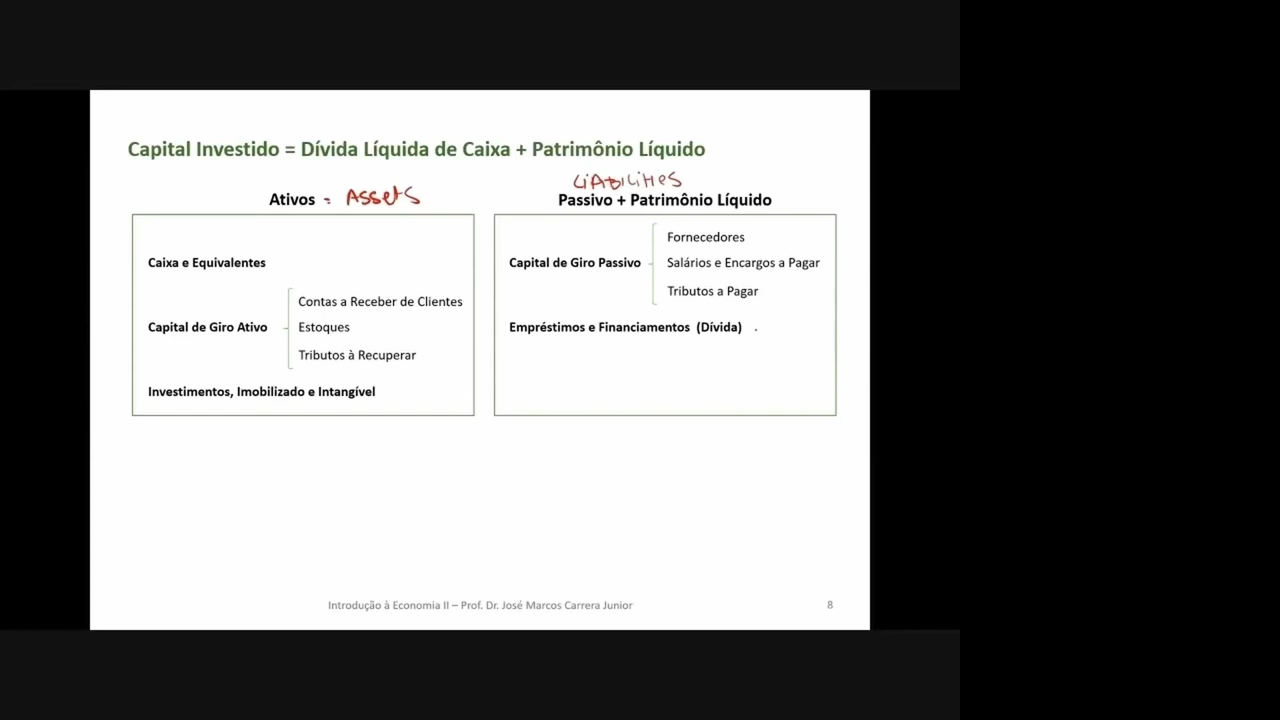 Capital Investido = Dívida Líquida de Caixa + Patrimônio Líquido
Ativos = ASSetS
LiABiLitieS
Passivo + Patrimônio Líquido
Caixa e Equivalentes
Capital de Giro Ativo
Contas a Receber de Clientes
Estoques
Tributos à Recuperar
Investimentos, Imobilizado e Intangível
Capital de Giro Passivo
Fornecedores
Salários e Encargos a Pagar
Tributos a Pagar
Empréstimos e Financiamentos (Dívida)
Introdução à Economia II – Prof. Dr. José Marcos Carrera Junior
8